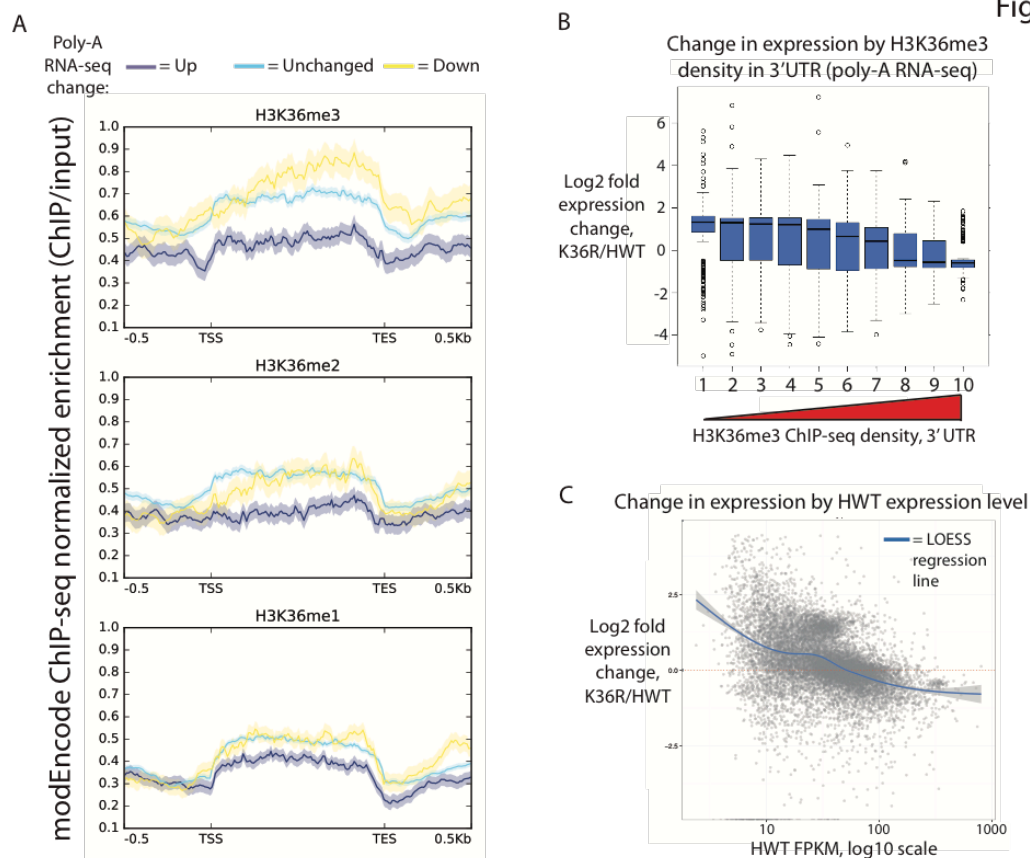 Fig
A
Poly-A
RNA-seq
change:
= Up
= Unchanged
= Down
modEncode ChIP-seq normalized enrichment (ChIP/input)
H3K36me3
1.0
0.9
0.8
0.7
0.6
0.5
0.4
0.3
0.2
0.1
-0.5 TSS TES 0.5Kb
H3K36me2
1.0
0.9
0.8
0.7
0.6
0.5
0.4
0.3
0.2
0.1
-0.5 TSS TES 0.5Kb
H3K36me1
1.0
0.9
0.8
0.7
0.6
0.5
0.4
0.3
0.2
0.1
-0.5 TSS TES 0.5Kb
B
Change in expression by H3K36me3
density in 3'UTR (poly-A RNA-seq)
Log2 fold
expression
change,
K36R/HWT
6
4
2
0
-2
-4
1 2 3 4 5 6 7 8 9 10
H3K36me3 ChIP-seq density, 3' UTR
C
Change in expression by HWT expression level
= LOESS
regression
line
Log2 fold
expression
change,
K36R/HWT
2.5
0.0
-2.5
10 100 1000
HWT FPKM, log10 scale